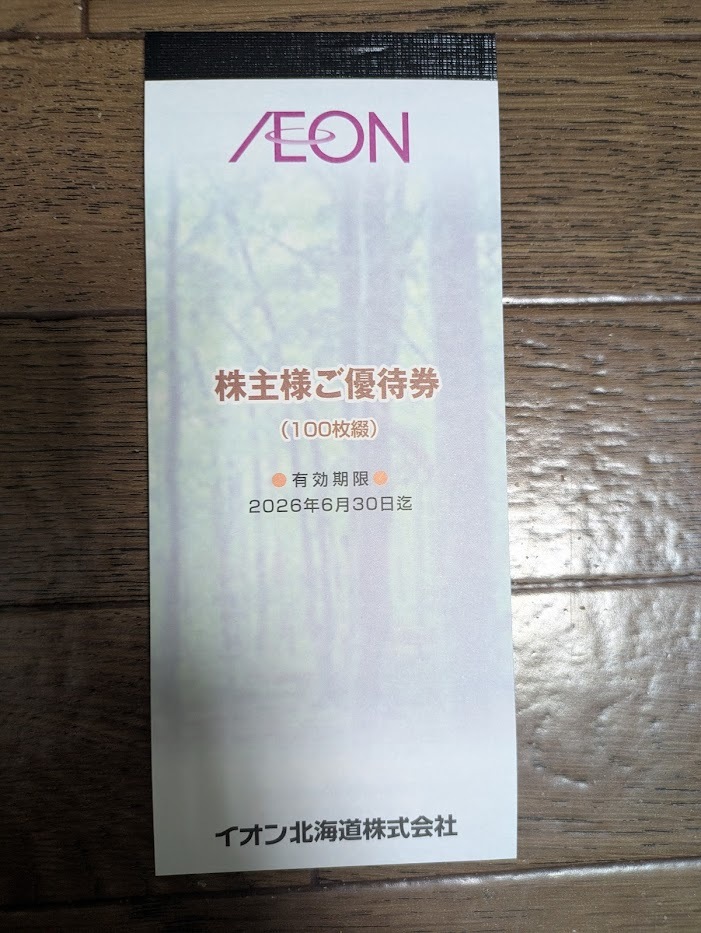 ÆON
株主様ご優待券
（100枚綴）
●有効期限●
2026年6月30日迄
イオン北海道株式会社